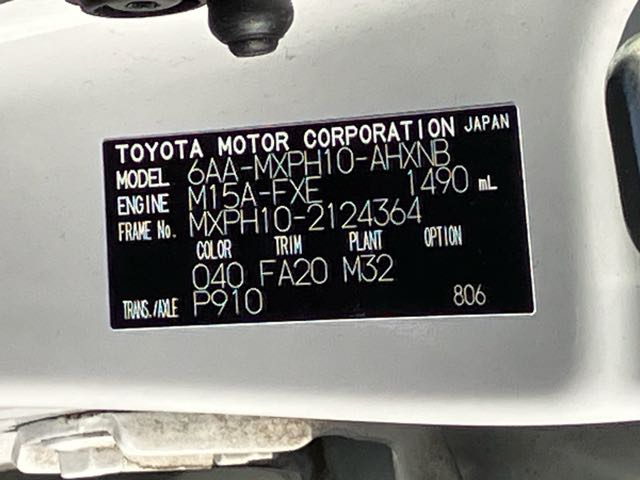 TOYOTA MOTOR CORPORATION JAPAN
MODEL 6AA-MXPH10-AHXNB
ENGINE M15A-FXE 1490 mL
FRAME No. MXPH10-2124364
COLOR TRIM PLANT OPTION
040 FA20 M32
TRANS./AXLE P910 806